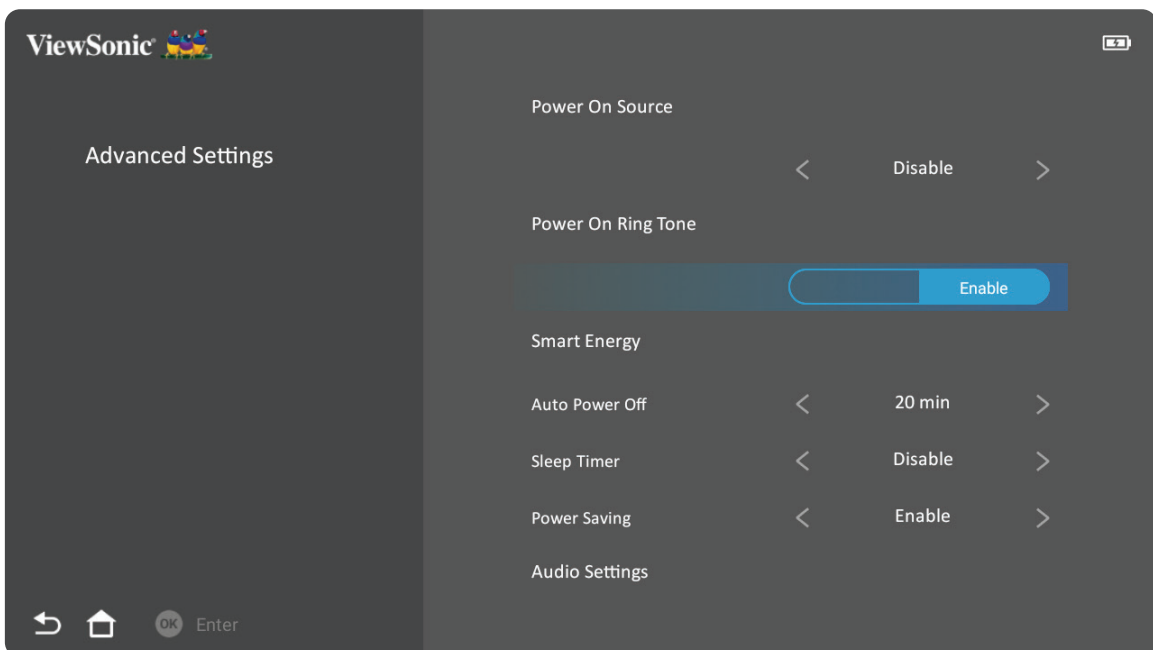 ViewSonic
Advanced Settings
Power On Source
Disable
Power On Ring Tone
Enable
Smart Energy
Auto Power Off 20 min
Sleep Timer Disable
Power Saving Enable
Audio Settings
OK Enter